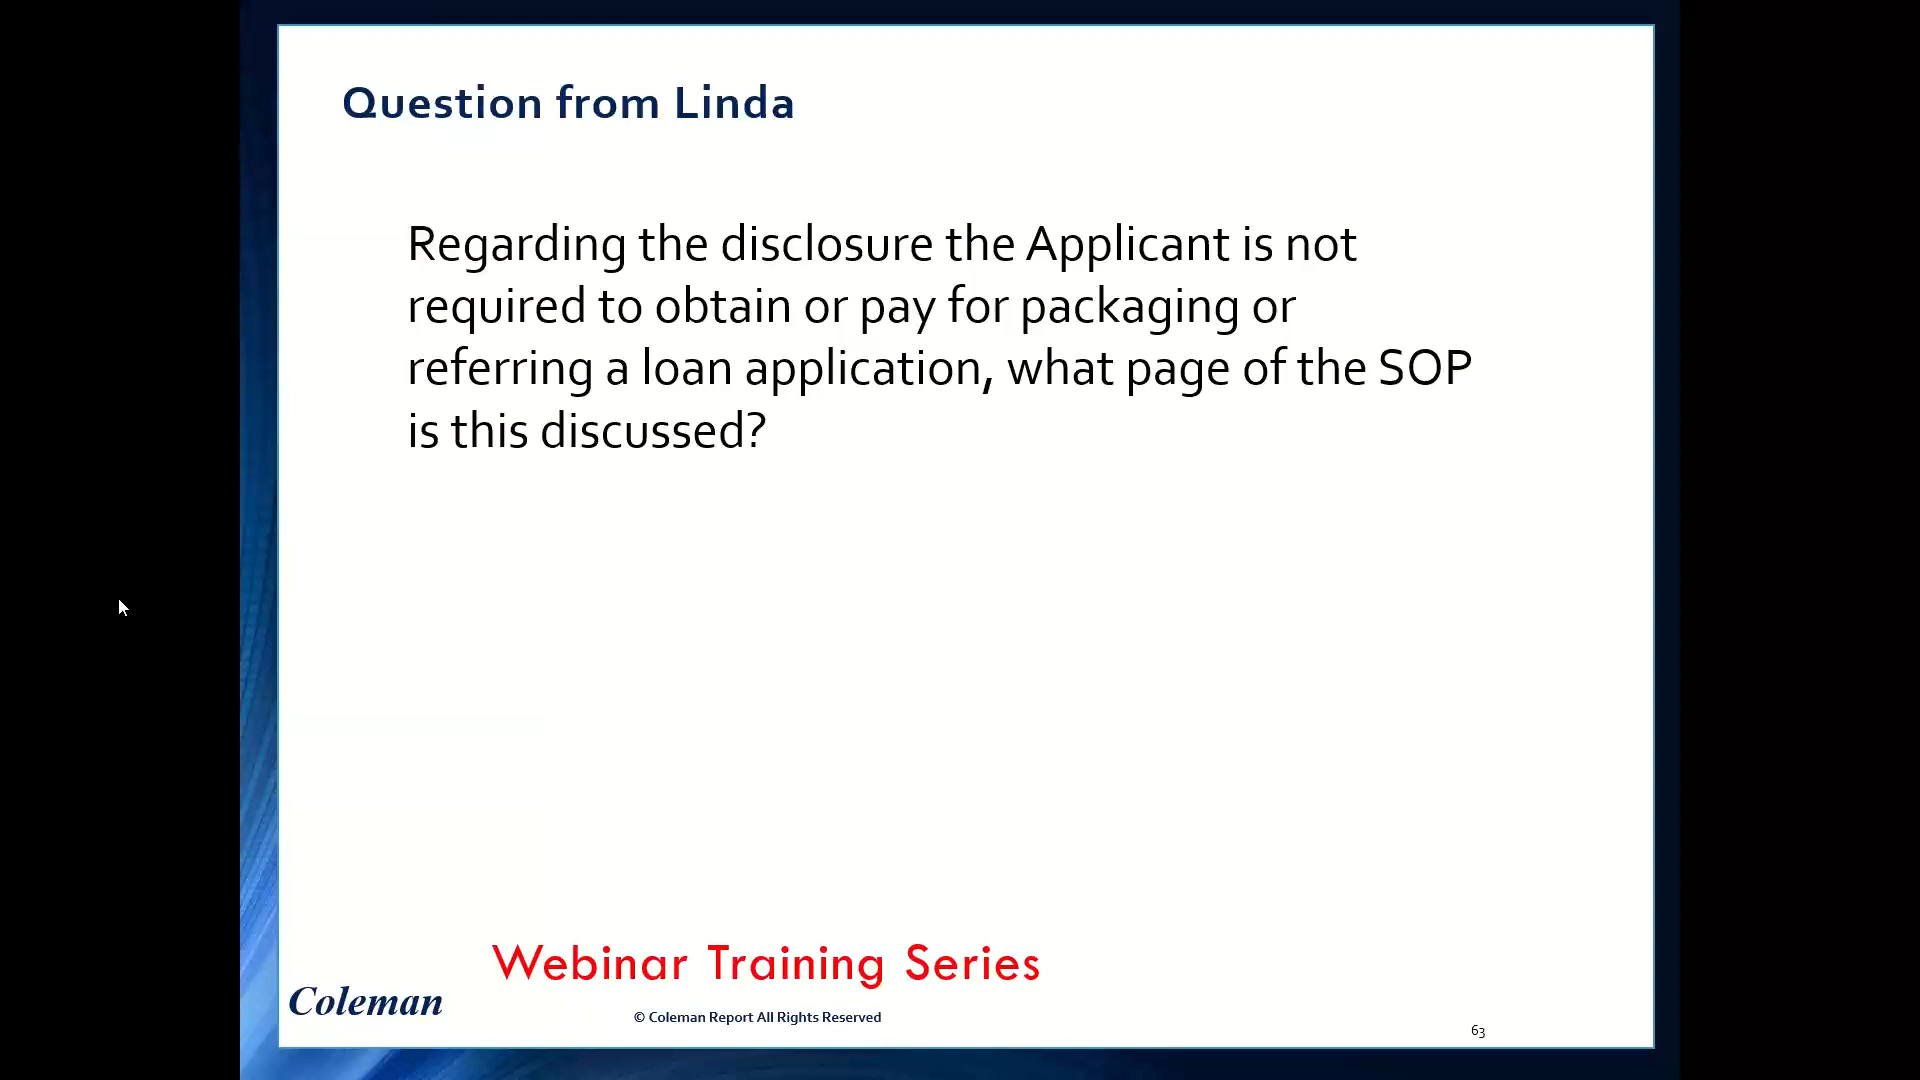 Question from Linda
Regarding the disclosure the Applicant is not
required to obtain or pay for packaging or
referring a loan application, what page of the SOP
is this discussed?
Webinar Training Series
Coleman
© Coleman Report All Rights Reserved
63